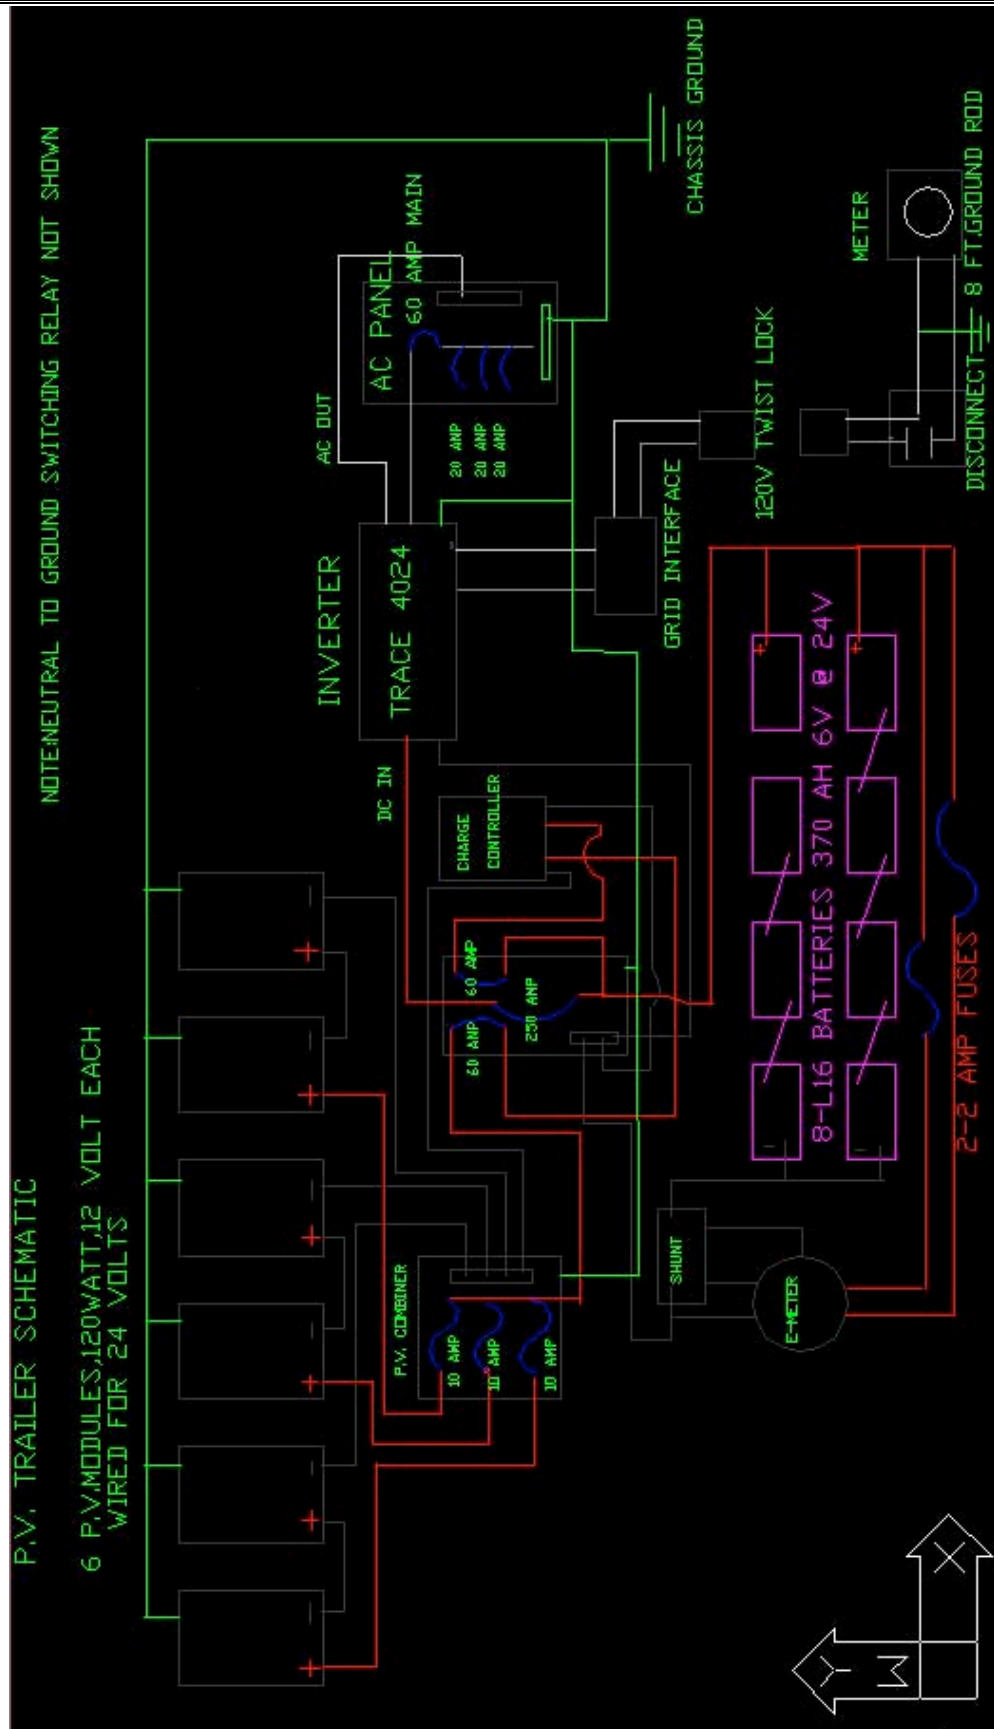 P.V. TRAILER SCHEMATIC
NOTE:NEUTRAL TO GROUND SWITCHING RELAY NOT SHOWN
6 P.V.MODULES,120WATT,12 VOLT EACH
WIRED FOR 24 VOLTS
+
−
+
−
+
−
+
−
+
−
+
−
INVERTER
TRACE 4024
AC OUT
DC IN
AC PANEL
60 AMP MAIN
20 AMP
20 AMP
20 AMP
CHASSIS GROUND
P.V. COMBINER
10 AMP
10 AMP
10 AMP
60 AMP
60 AMP
250 AMP
CHARGE
CONTROLLER
GRID INTERFACE
120V TWIST LOCK
METER
DISCONNECT
8 FT.GROUND ROD
SHUNT
E-METER
+
+
−
−
8-L16 BATTERIES 370 AH 6V @ 24V
2-2 AMP FUSES
Y
W
X